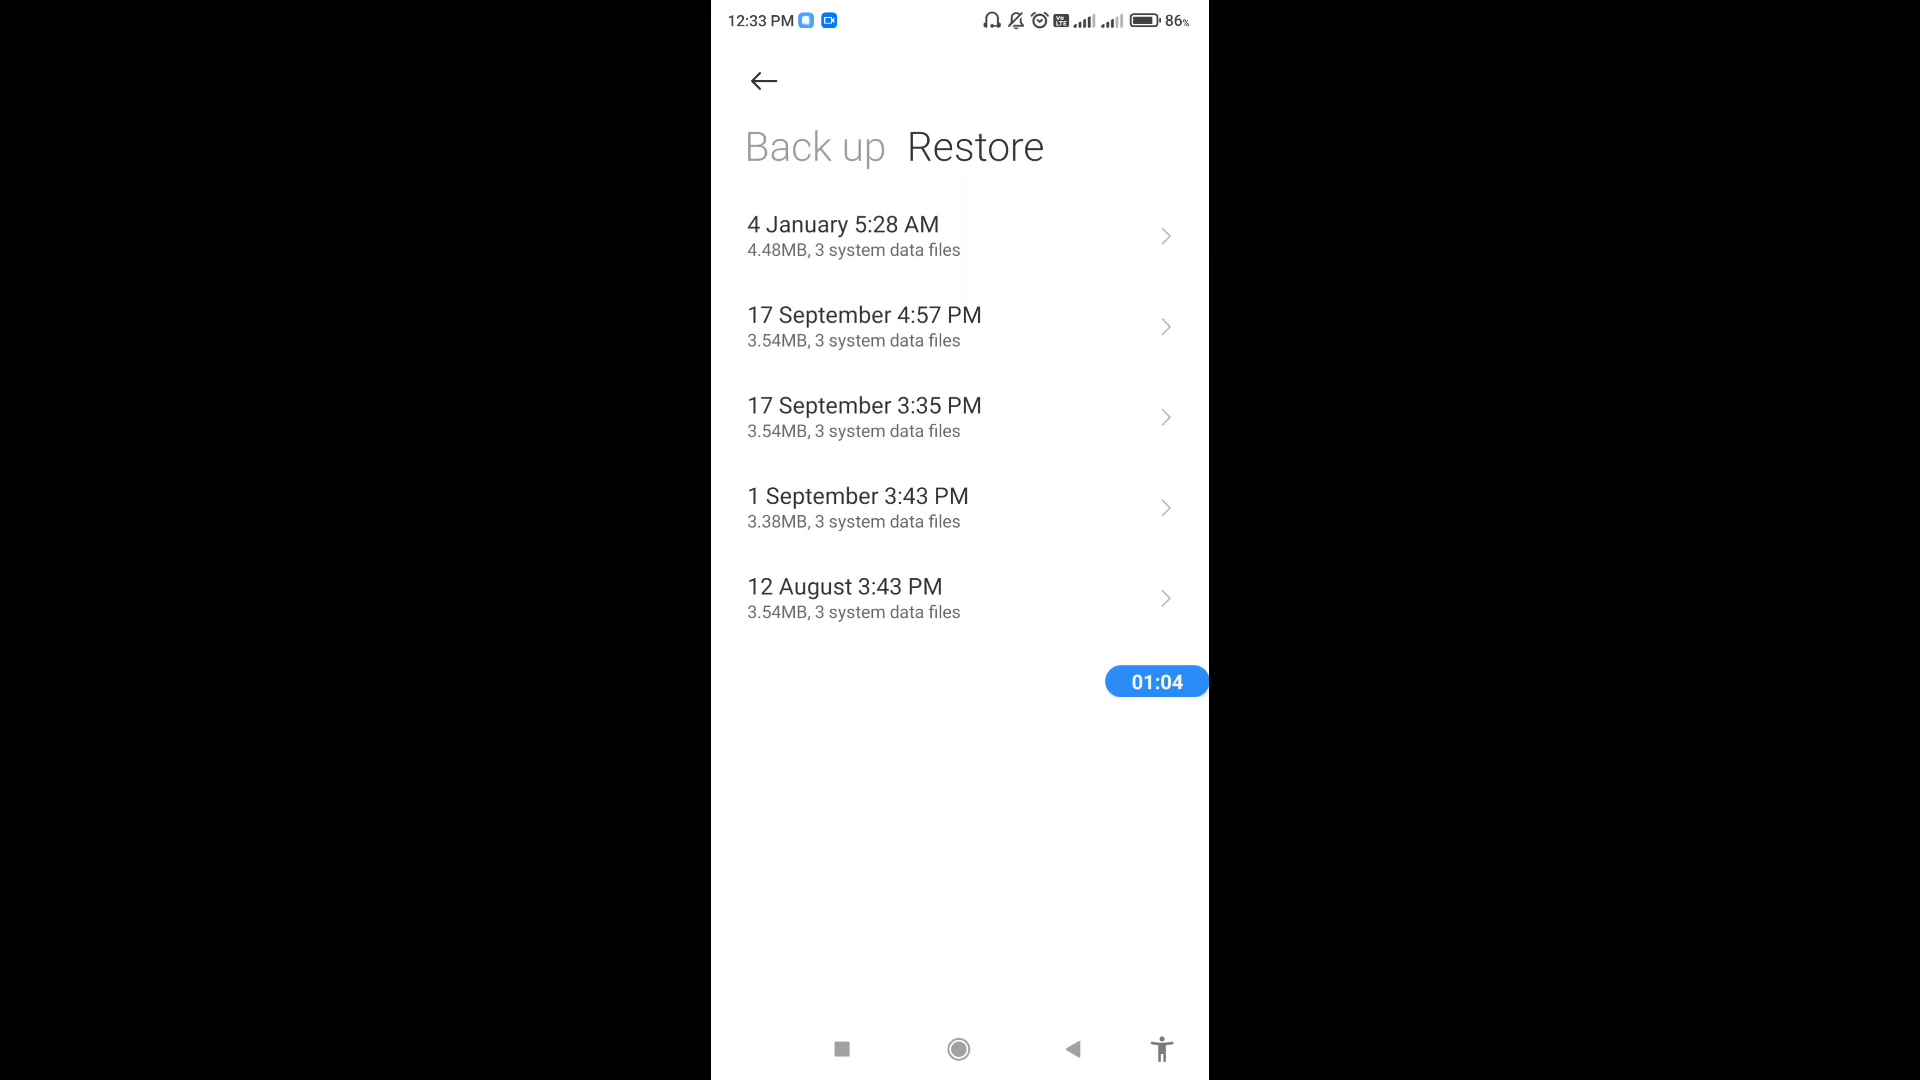 12:33 PM
Vo LTE
86%
Back up Restore
4 January 5:28 AM
4.48MB, 3 system data files
17 September 4:57 PM
3.54MB, 3 system data files
17 September 3:35 PM
3.54MB, 3 system data files
1 September 3:43 PM
3.38MB, 3 system data files
12 August 3:43 PM
3.54MB, 3 system data files
01:04